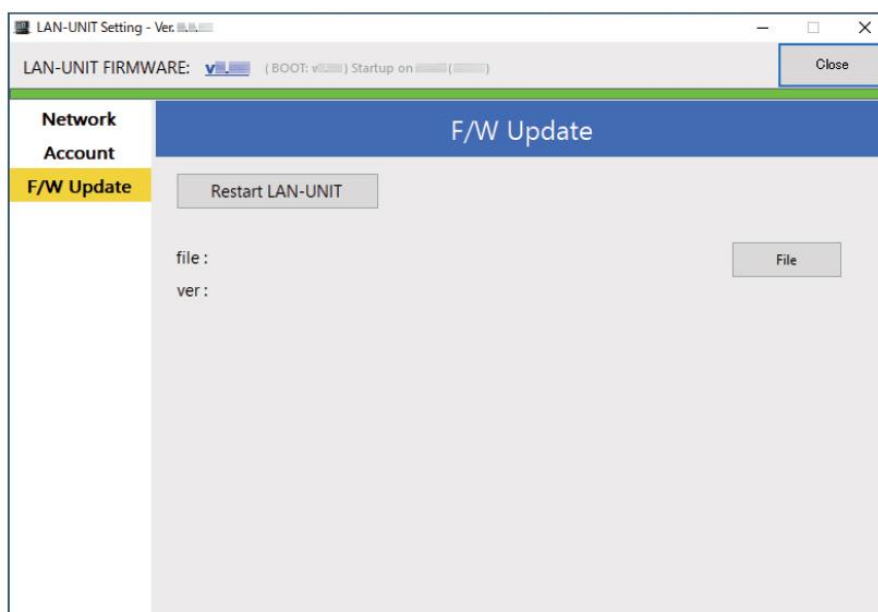 LAN-UNIT Setting - Ver.
LAN-UNIT FIRMWARE: v ( BOOT: v ) Startup on ( )
Close
Network
Account
F/W Update
F/W Update
Restart LAN-UNIT
file :
File
ver :